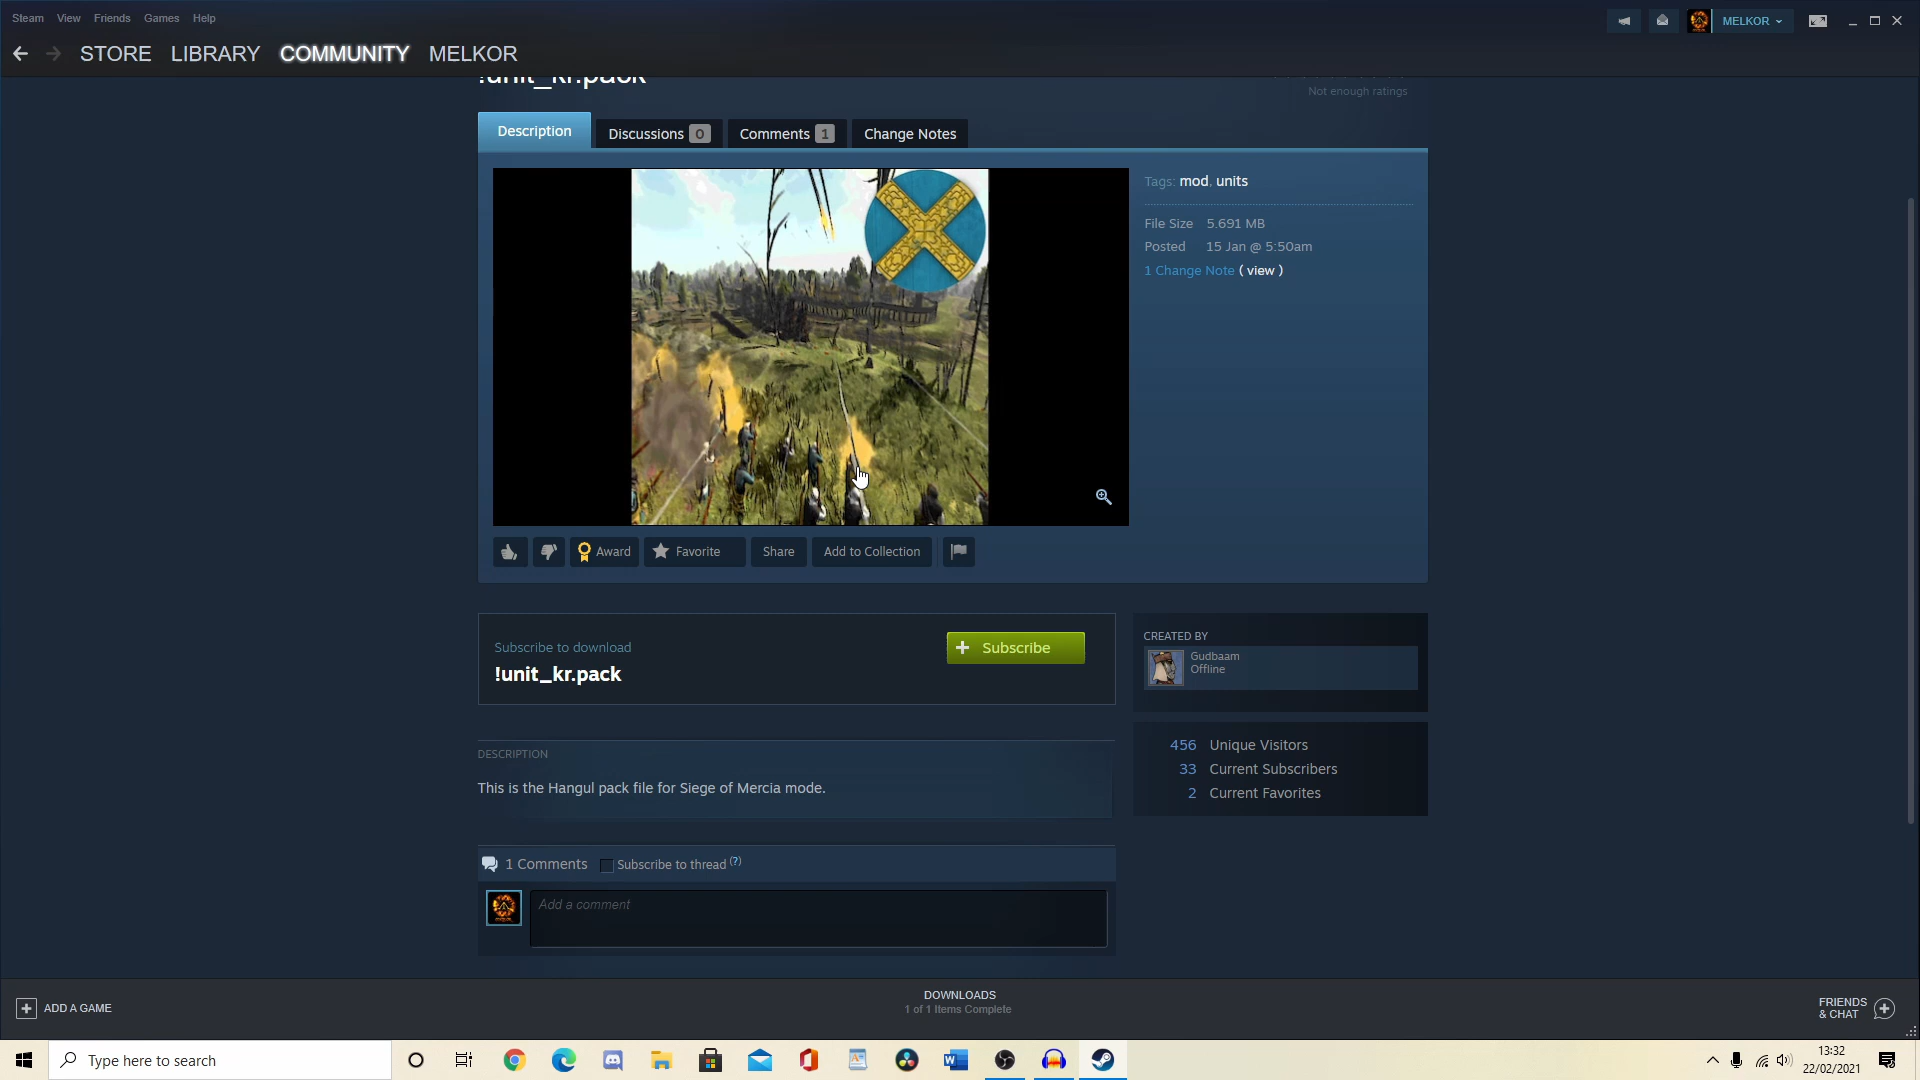 Steam View Friends Games Help
MELKOR
STORE LIBRARY COMMUNITY MELKOR
!unit_kr.pack
Not enough ratings
Description Discussions 0 Comments 1 Change Notes
Tags: mod, units
File Size 5.691 MB
Posted 15 Jan @ 5:50am
1 Change Note ( view )
Award Favorite Share Add to Collection
Subscribe to download
!unit_kr.pack
Subscribe
CREATED BY
Gudbaam
Offline
456 Unique Visitors
33 Current Subscribers
2 Current Favorites
DESCRIPTION
This is the Hangul pack file for Siege of Mercia mode.
1 Comments Subscribe to thread (?)
Add a comment
ADD A GAME
DOWNLOADS
1 of 1 Items Complete
FRIENDS
& CHAT
Type here to search
13:32
22/02/2021